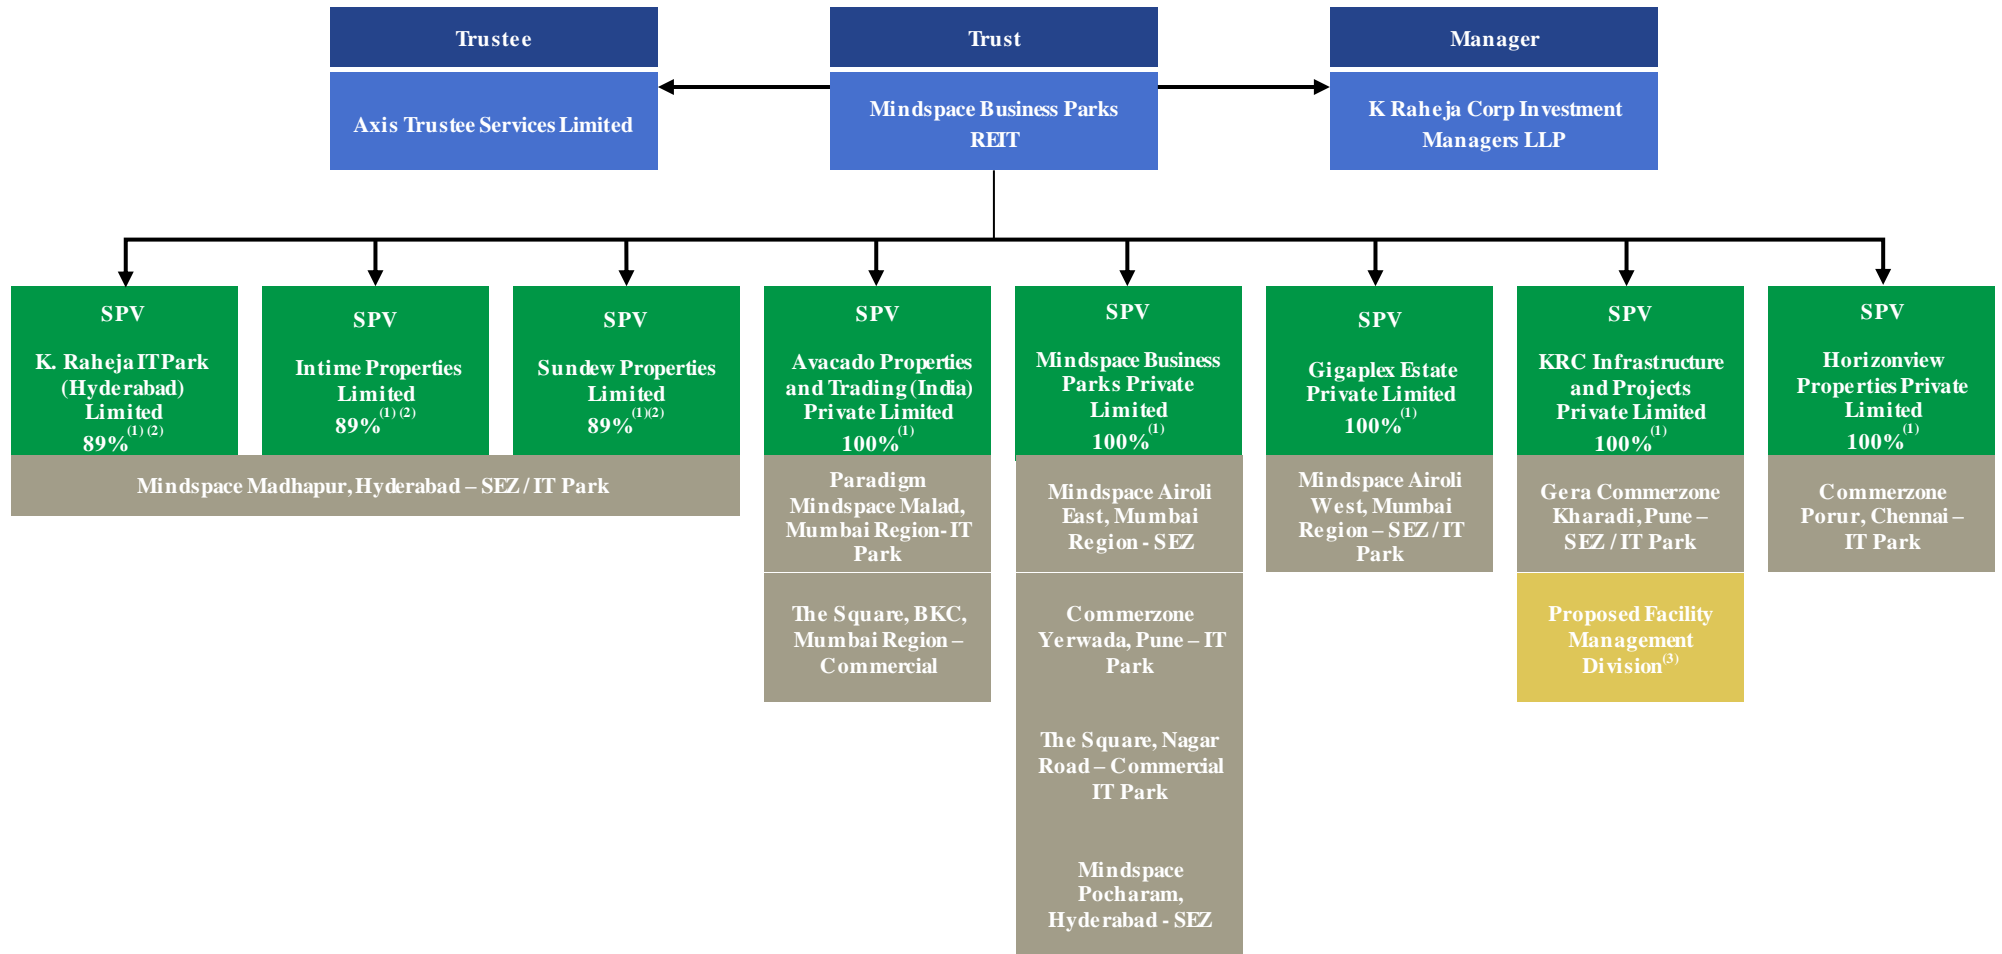 Trustee
Trust
Manager
Axis Trustee Services Limited
Mindspace Business Parks
REIT
K Raheja Corp Investment
Managers LLP
SPV
K. Raheja IT Park
(Hyderabad)
Limited
89%(1) (2)
SPV
Intime Properties
Limited
89%(1) (2)
SPV
Sundew Properties
Limited
89%(1)(2)
SPV
Avacado Properties
and Trading (India)
Private Limited
100%(1)
SPV
Mindspace Business
Parks Private
Limited
100%(1)
SPV
Gigaplex Estate
Private Limited
100%(1)
SPV
KRC Infrastructure
and Projects
Private Limited
100%(1)
SPV
Horizonview
Properties Private
Limited
100%(1)
Mindspace Madhapur, Hyderabad – SEZ / IT Park
Paradigm
Mindspace Malad,
Mumbai Region- IT
Park
Mindspace Airoli
East, Mumbai
Region - SEZ
Mindspace Airoli
West, Mumbai
Region – SEZ / IT
Park
Gera Commerzone
Kharadi, Pune –
SEZ / IT Park
Commerzone
Porur, Chennai –
IT Park
The Square, BKC,
Mumbai Region –
Commercial
Commerzone
Yerwada, Pune – IT
Park
Proposed Facility
Management
Division(3)
The Square, Nagar
Road – Commercial
IT Park
Mindspace
Pocharam,
Hyderabad - SEZ